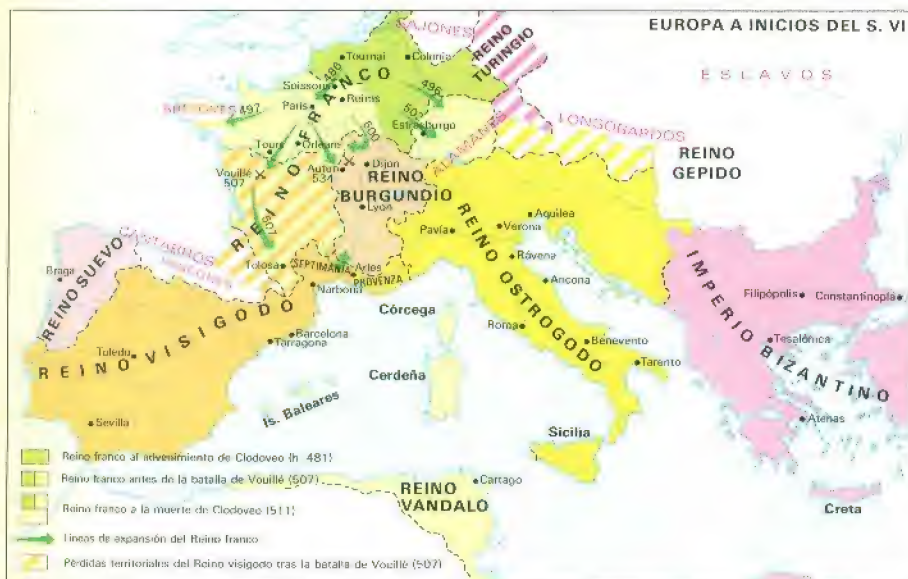 EUROPA A INICIOS DEL S. VI
SAJONES
REINO TURINGIO
ESLAVOS
Tournai
Colonia
Soissons
486
París
Reims
496
BRETONES 497
502
Estrasburgo
REINO FRANCO
Tours
Orleans
500
ALAMANES
LONGOBARDOS
REINO GEPIDO
Vouillé 507
Autun 534
Dijon
REINO BURGUNDIO
Lyon
507
CANTABROS
VASCONES
REINO SUEVO
Braga
Tolosa
SEPTIMANIA
Arles
PROVENZA
Narbona
Pavía
Verona
Aquilea
Rávena
Ancona
REINO OSTROGODO
Roma
Benevento
Tarento
Córcega
Cerdeña
Sicilia
IMPERIO BIZANTINO
Filipópolis
Constantinopla
Tesalónica
Atenas
Creta
REINO VISIGODO
Toledo
Barcelona
Tarragona
Sevilla
Is. Baleares
REINO VANDALO
Cartago
Reino franco al advenimiento de Clodoveo (h 481)
Reino franco antes de la batalla de Vouillé (507)
Reino franco a la muerte de Clodoveo (511)
Líneas de expansión del Reino franco
Pérdidas territoriales del Reino visigodo tras la batalla de Vouillé (507)